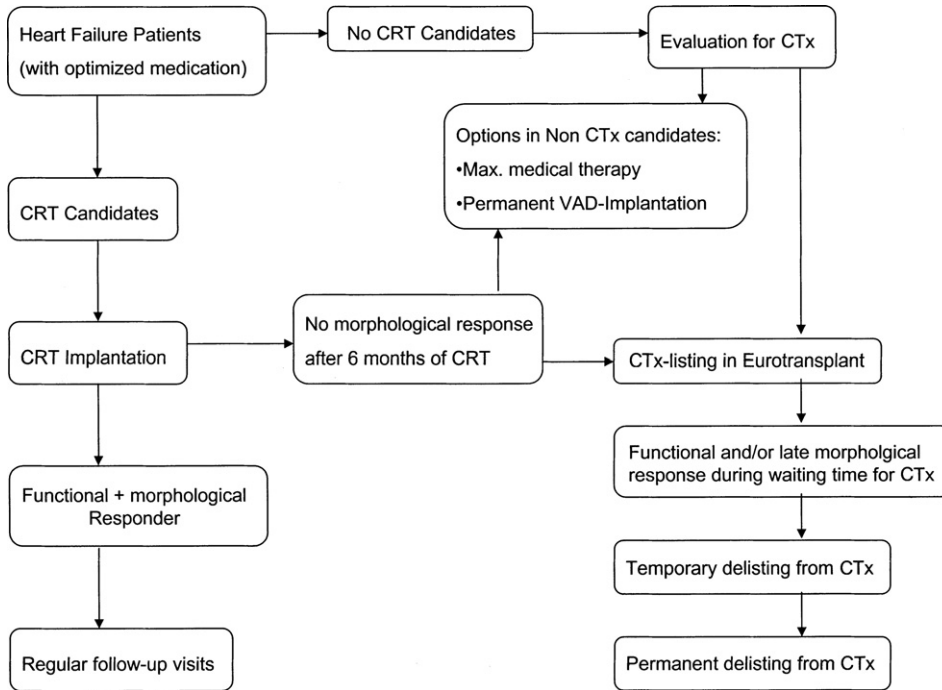 Heart Failure Patients
(with optimized medication)
No CRT Candidates
Evaluation for CTx
Options in Non CTx candidates:
•Max. medical therapy
•Permanent VAD-Implantation
CRT Candidates
No morphological response
after 6 months of CRT
CRT Implantation
CTx-listing in Eurotransplant
Functional and/or late morpholgical
response during waiting time for CTx
Functional + morphological
Responder
Temporary delisting from CTx
Regular follow-up visits
Permanent delisting from CTx